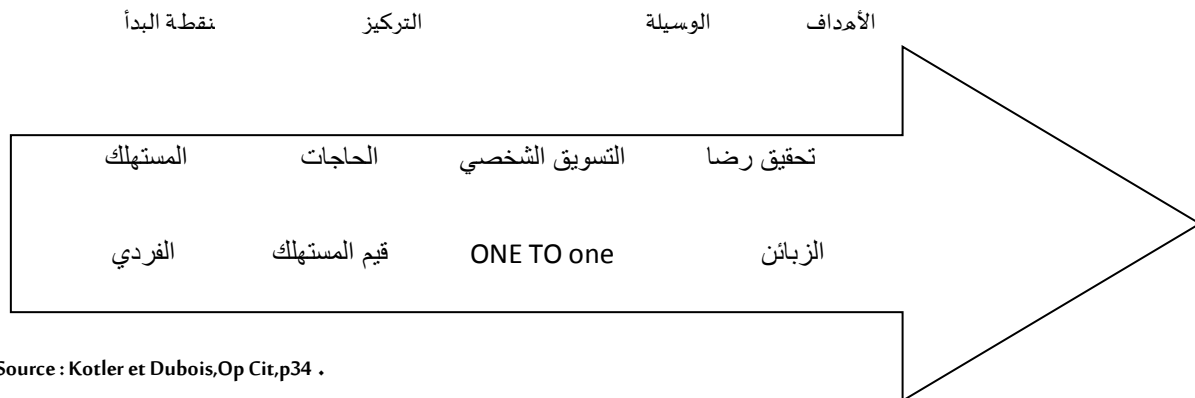 نقطة البدأ التركيز الوسيلة الأهداف
المستهلك الحاجات التسويق الشخصي تحقيق رضا
الفردي قيم المستهلك ONE TO one الزبائن
Source : Kotler et Dubois,Op Cit,p34 .